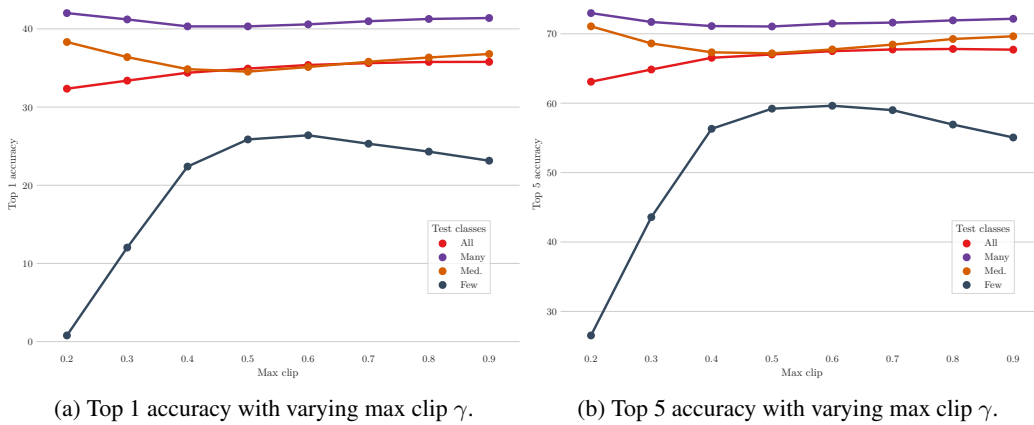 40
30
20
10
0
Top 1 accuracy
0.2 0.3 0.4 0.5 0.6 0.7 0.8 0.9
Max clip
Test classes
All
Many
Med.
Few
(a) Top 1 accuracy with varying max clip γ.
70
60
50
40
30
Top 5 accuracy
0.2 0.3 0.4 0.5 0.6 0.7 0.8 0.9
Max clip
Test classes
All
Many
Med.
Few
(b) Top 5 accuracy with varying max clip γ.